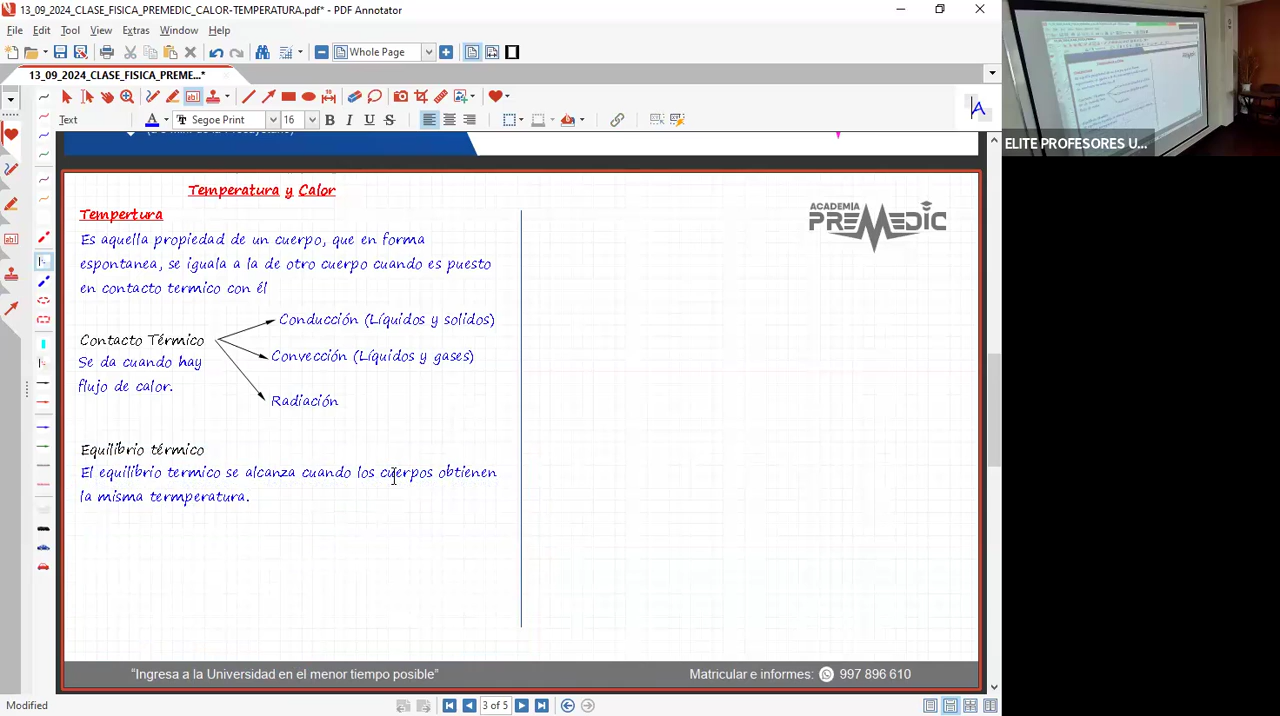 13_09_2024_CLASE_FISICA_PREMEDIC_CALOR-TEMPERATURA.pdf* - PDF Annotator
File Edit Tool View Extras Window Help
Whole Page
13_09_2024_CLASE_FISICA_PREME...*
Text
Segoe Print
16
B I U S
A
ELITE PROFESORES U...
Temperatura y Calor
ACADEMIA
PREMEDIC
Tempertura
Es aquella propiedad de un cuerpo, que en forma
espontanea, se iguala a la de otro cuerpo cuando es puesto
en contacto termico con él
Conducción (Líquidos y solidos)
Contacto Térmico
Convección (Líquidos y gases)
Se da cuando hay
flujo de calor.
Radiación
Equilibrio térmico
El equilibrio termico se alcanza cuando los cuerpos obtienen
la misma termperatura.
“Ingresa a la Universidad en el menor tiempo posible”
Matricular e informes: 997 896 610
Modified
3 of 5